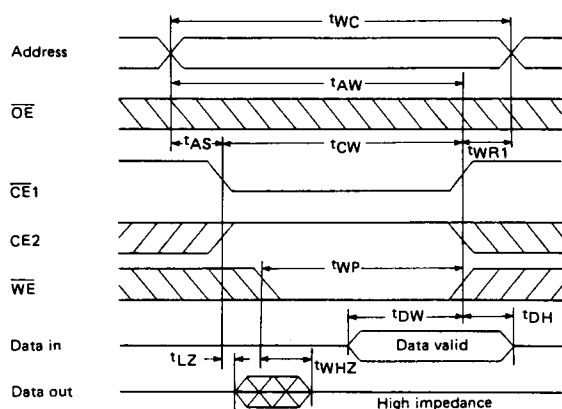 tWC
Address
tAW
OE
tAS
tCW
tWR1
CE1
CE2
tWP
WE
tDW
tDH
Data in
Data valid
tLZ
tWHZ
Data out
High impedance